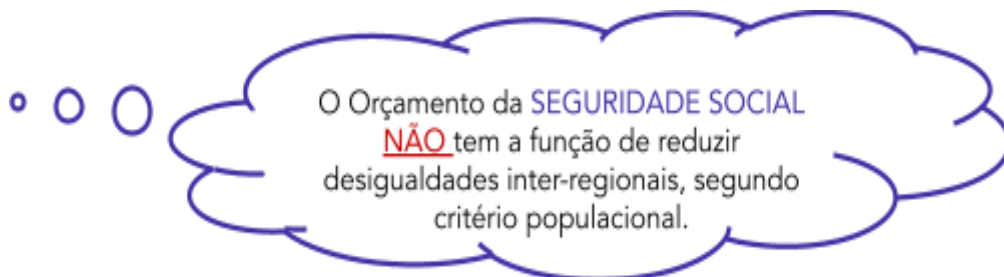 O Orçamento da SEGURIDADE SOCIAL
NÃO tem a função de reduzir
desigualdades inter-regionais, segundo
critério populacional.